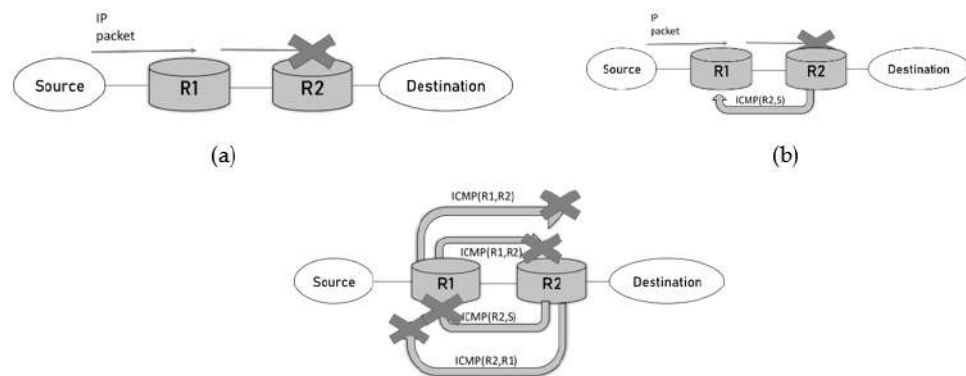 IP
packet
Source
R1
R2
Destination
(a)
IP
packet
Source
R1
R2
Destination
ICMP(R2,S)
(b)
ICMP(R1,R2)
ICMP(R1,R2)
Source
R1
R2
Destination
ICMP(R2,S)
ICMP(R2,R1)